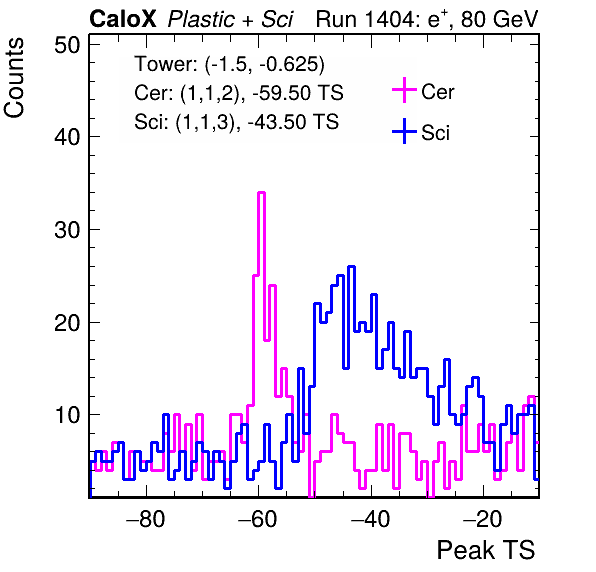 CaloX Plastic + Sci Run 1404: e⁺, 80 GeV
Counts
50
40
30
20
10
Tower: (-1.5, -0.625)
Cer: (1,1,2), -59.50 TS
Sci: (1,1,3), -43.50 TS
Cer
Sci
−80 −60 −40 −20
Peak TS